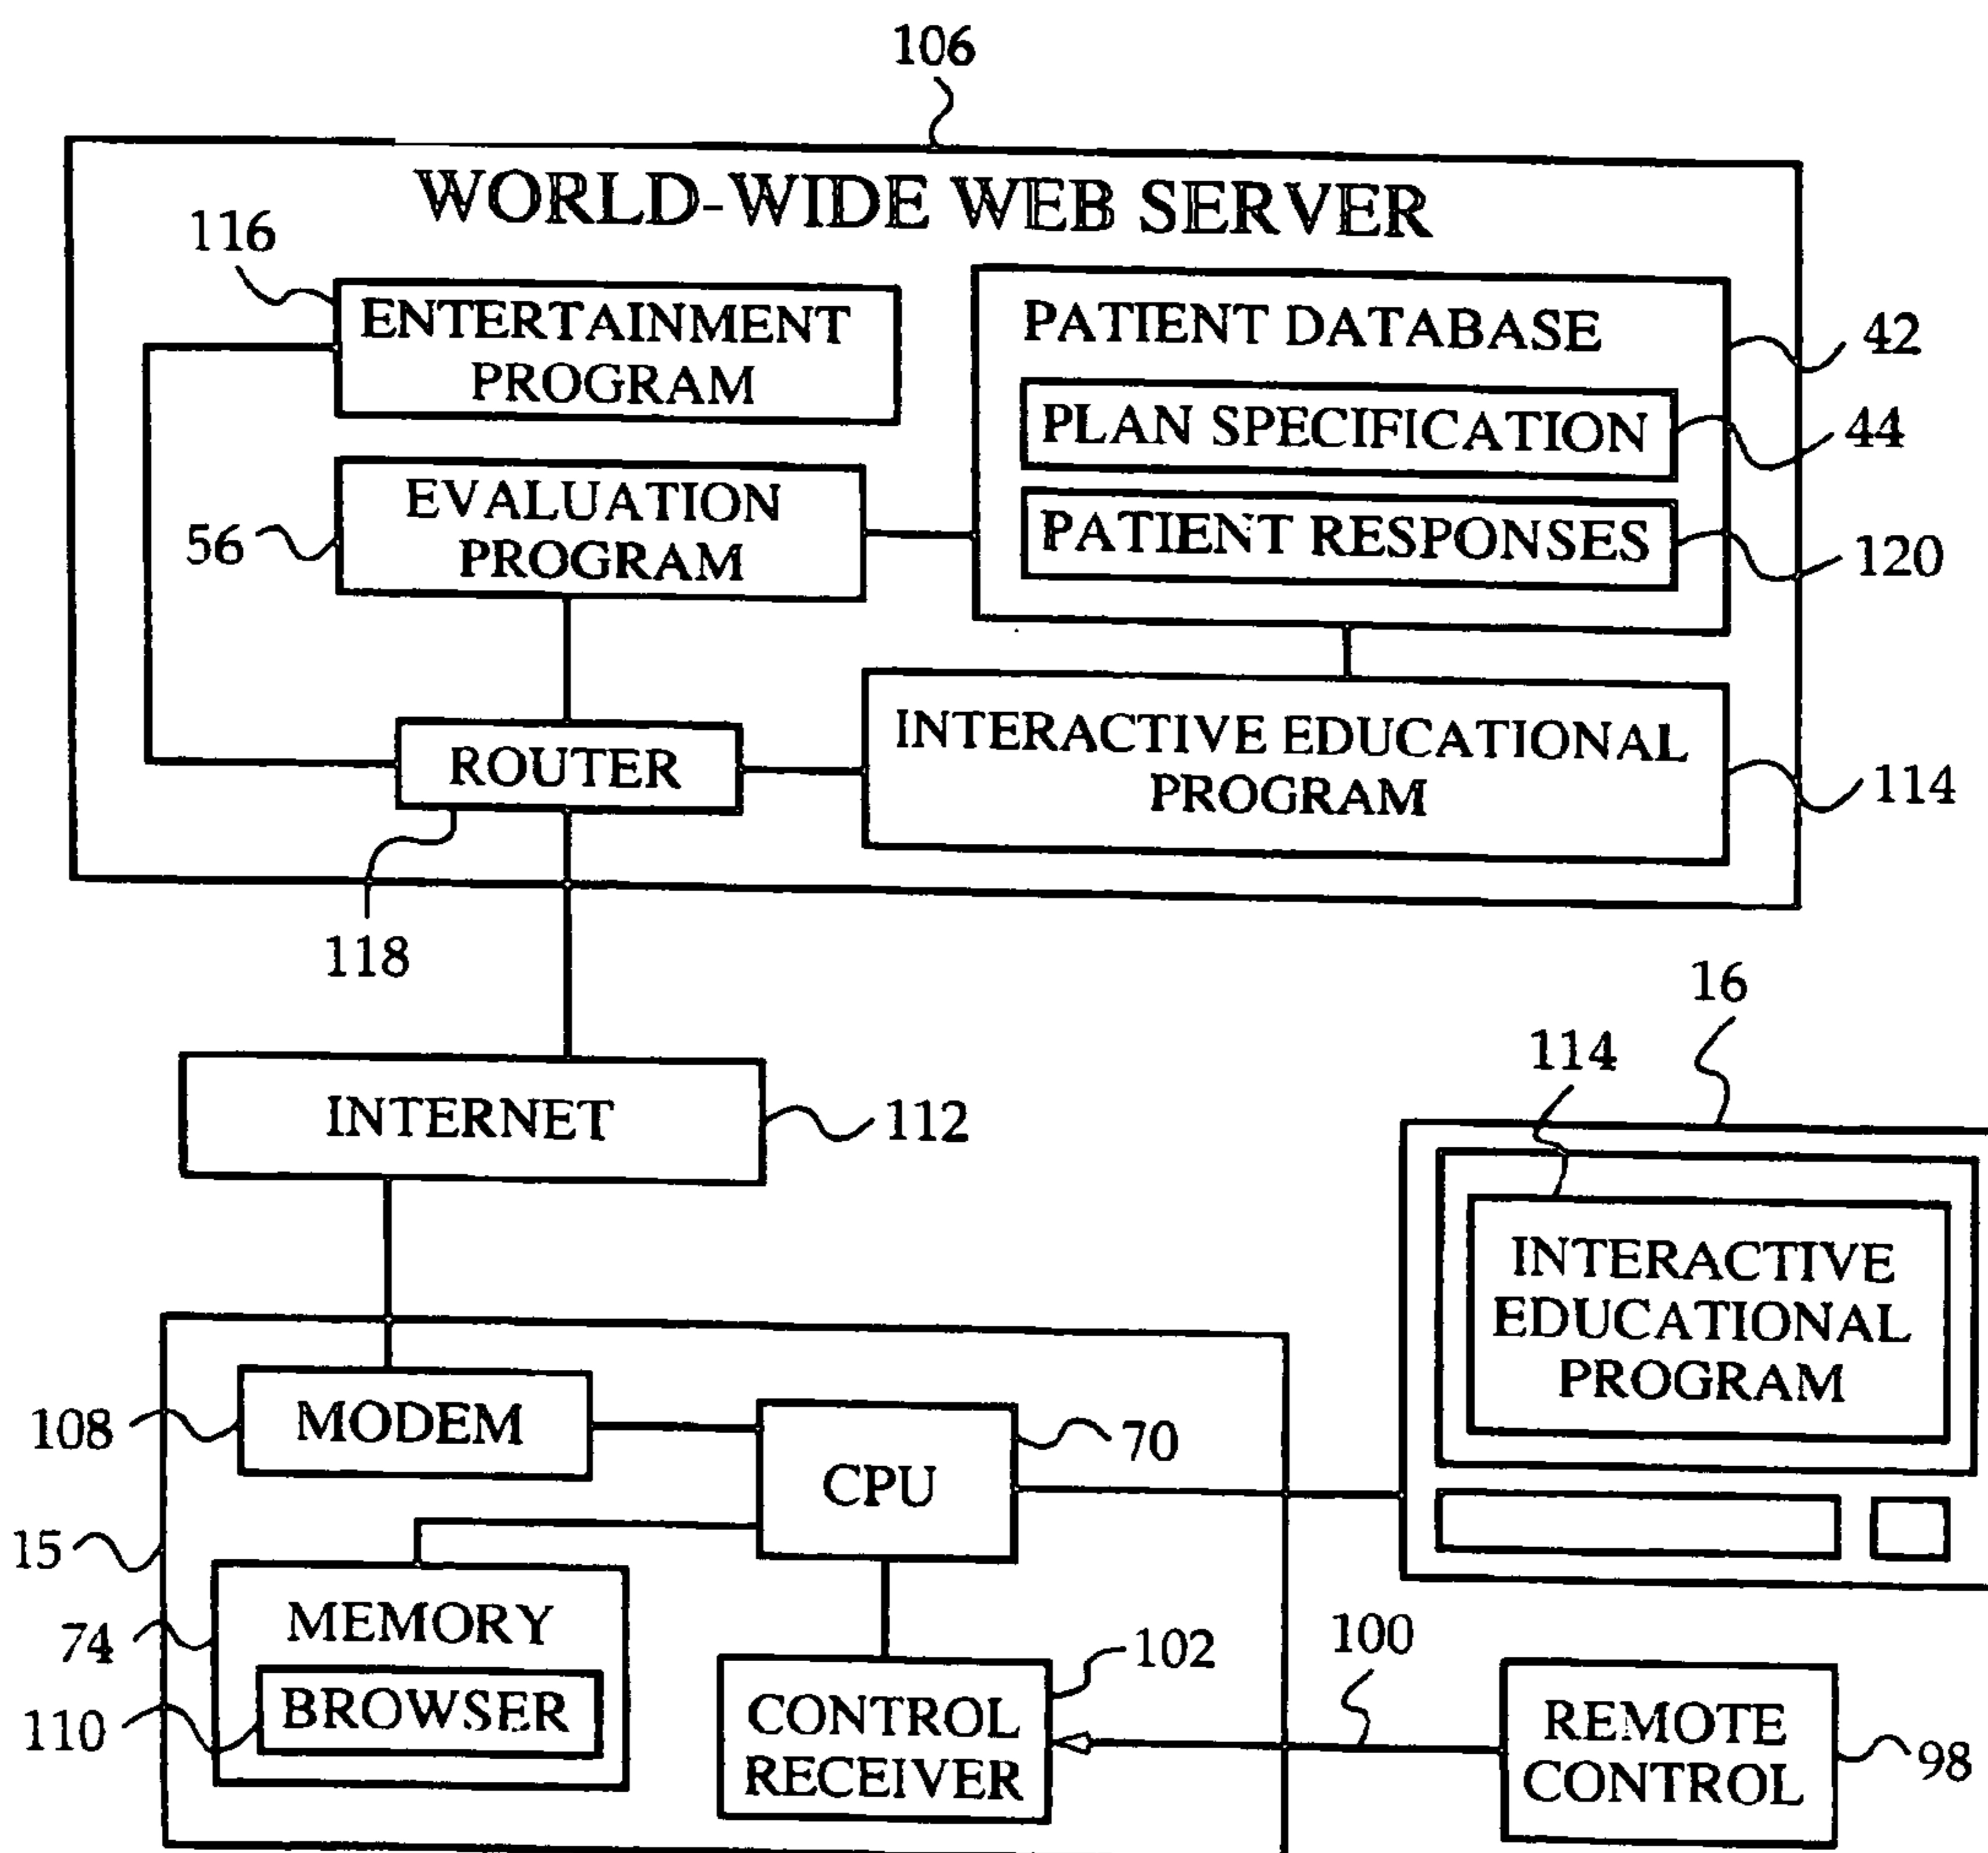 106
WORLD-WIDE WEB SERVER
116
ENTERTAINMENT
PROGRAM
PATIENT DATABASE
42
PLAN SPECIFICATION
44
EVALUATION
PROGRAM
56
PATIENT RESPONSES
120
ROUTER
INTERACTIVE EDUCATIONAL
PROGRAM
114
118
16
114
INTERNET
112
INTERACTIVE
EDUCATIONAL
PROGRAM
108
MODEM
CPU
70
15
MEMORY
74
BROWSER
110
102
CONTROL
RECEIVER
100
REMOTE
CONTROL
98